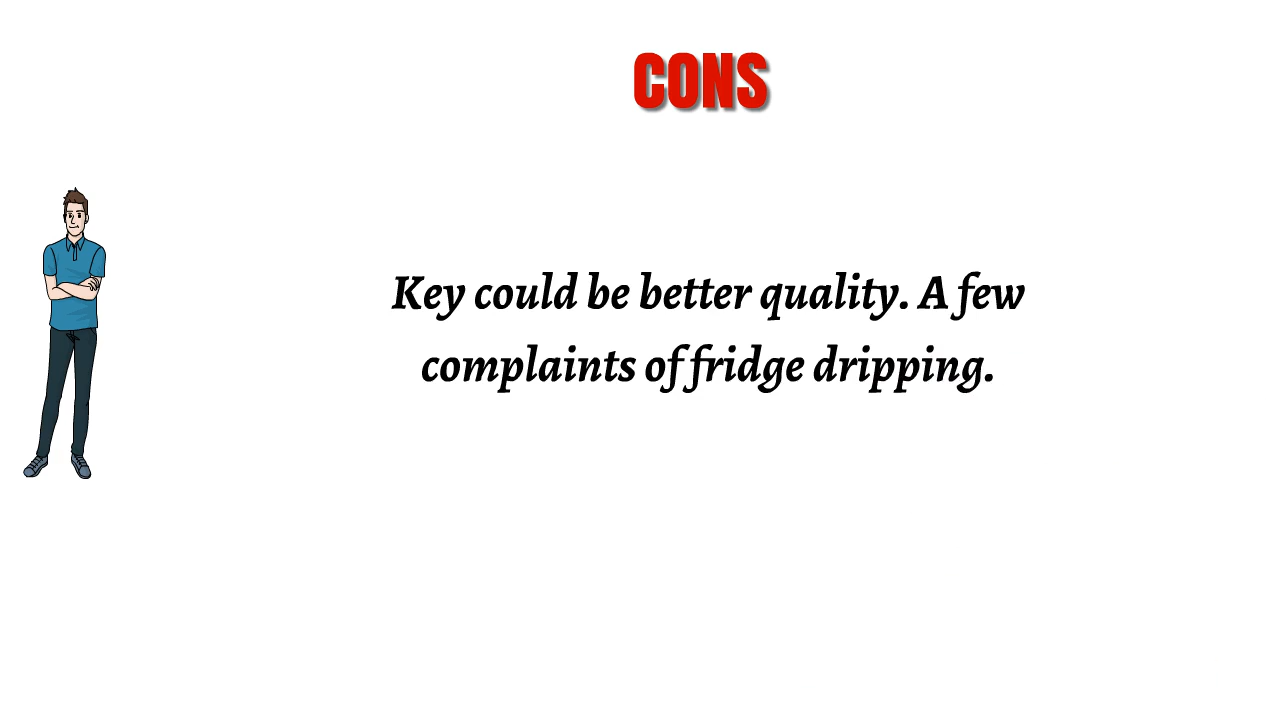 CONS
Key could be better quality. A few
complaints of fridge dripping.